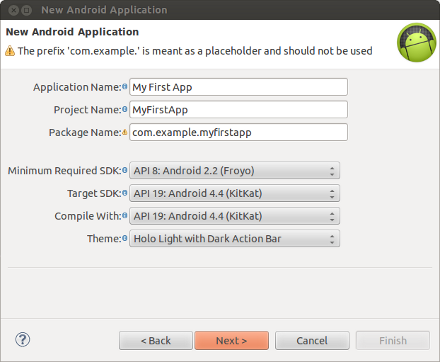 New Android Application
New Android Application
The prefix 'com.example.' is meant as a placeholder and should not be used
Application Name: My First App
Project Name: MyFirstApp
Package Name: com.example.myfirstapp
Minimum Required SDK: API 8: Android 2.2 (Froyo)
Target SDK: API 19: Android 4.4 (KitKat)
Compile With: API 19: Android 4.4 (KitKat)
Theme: Holo Light with Dark Action Bar
? < Back Next > Cancel Finish